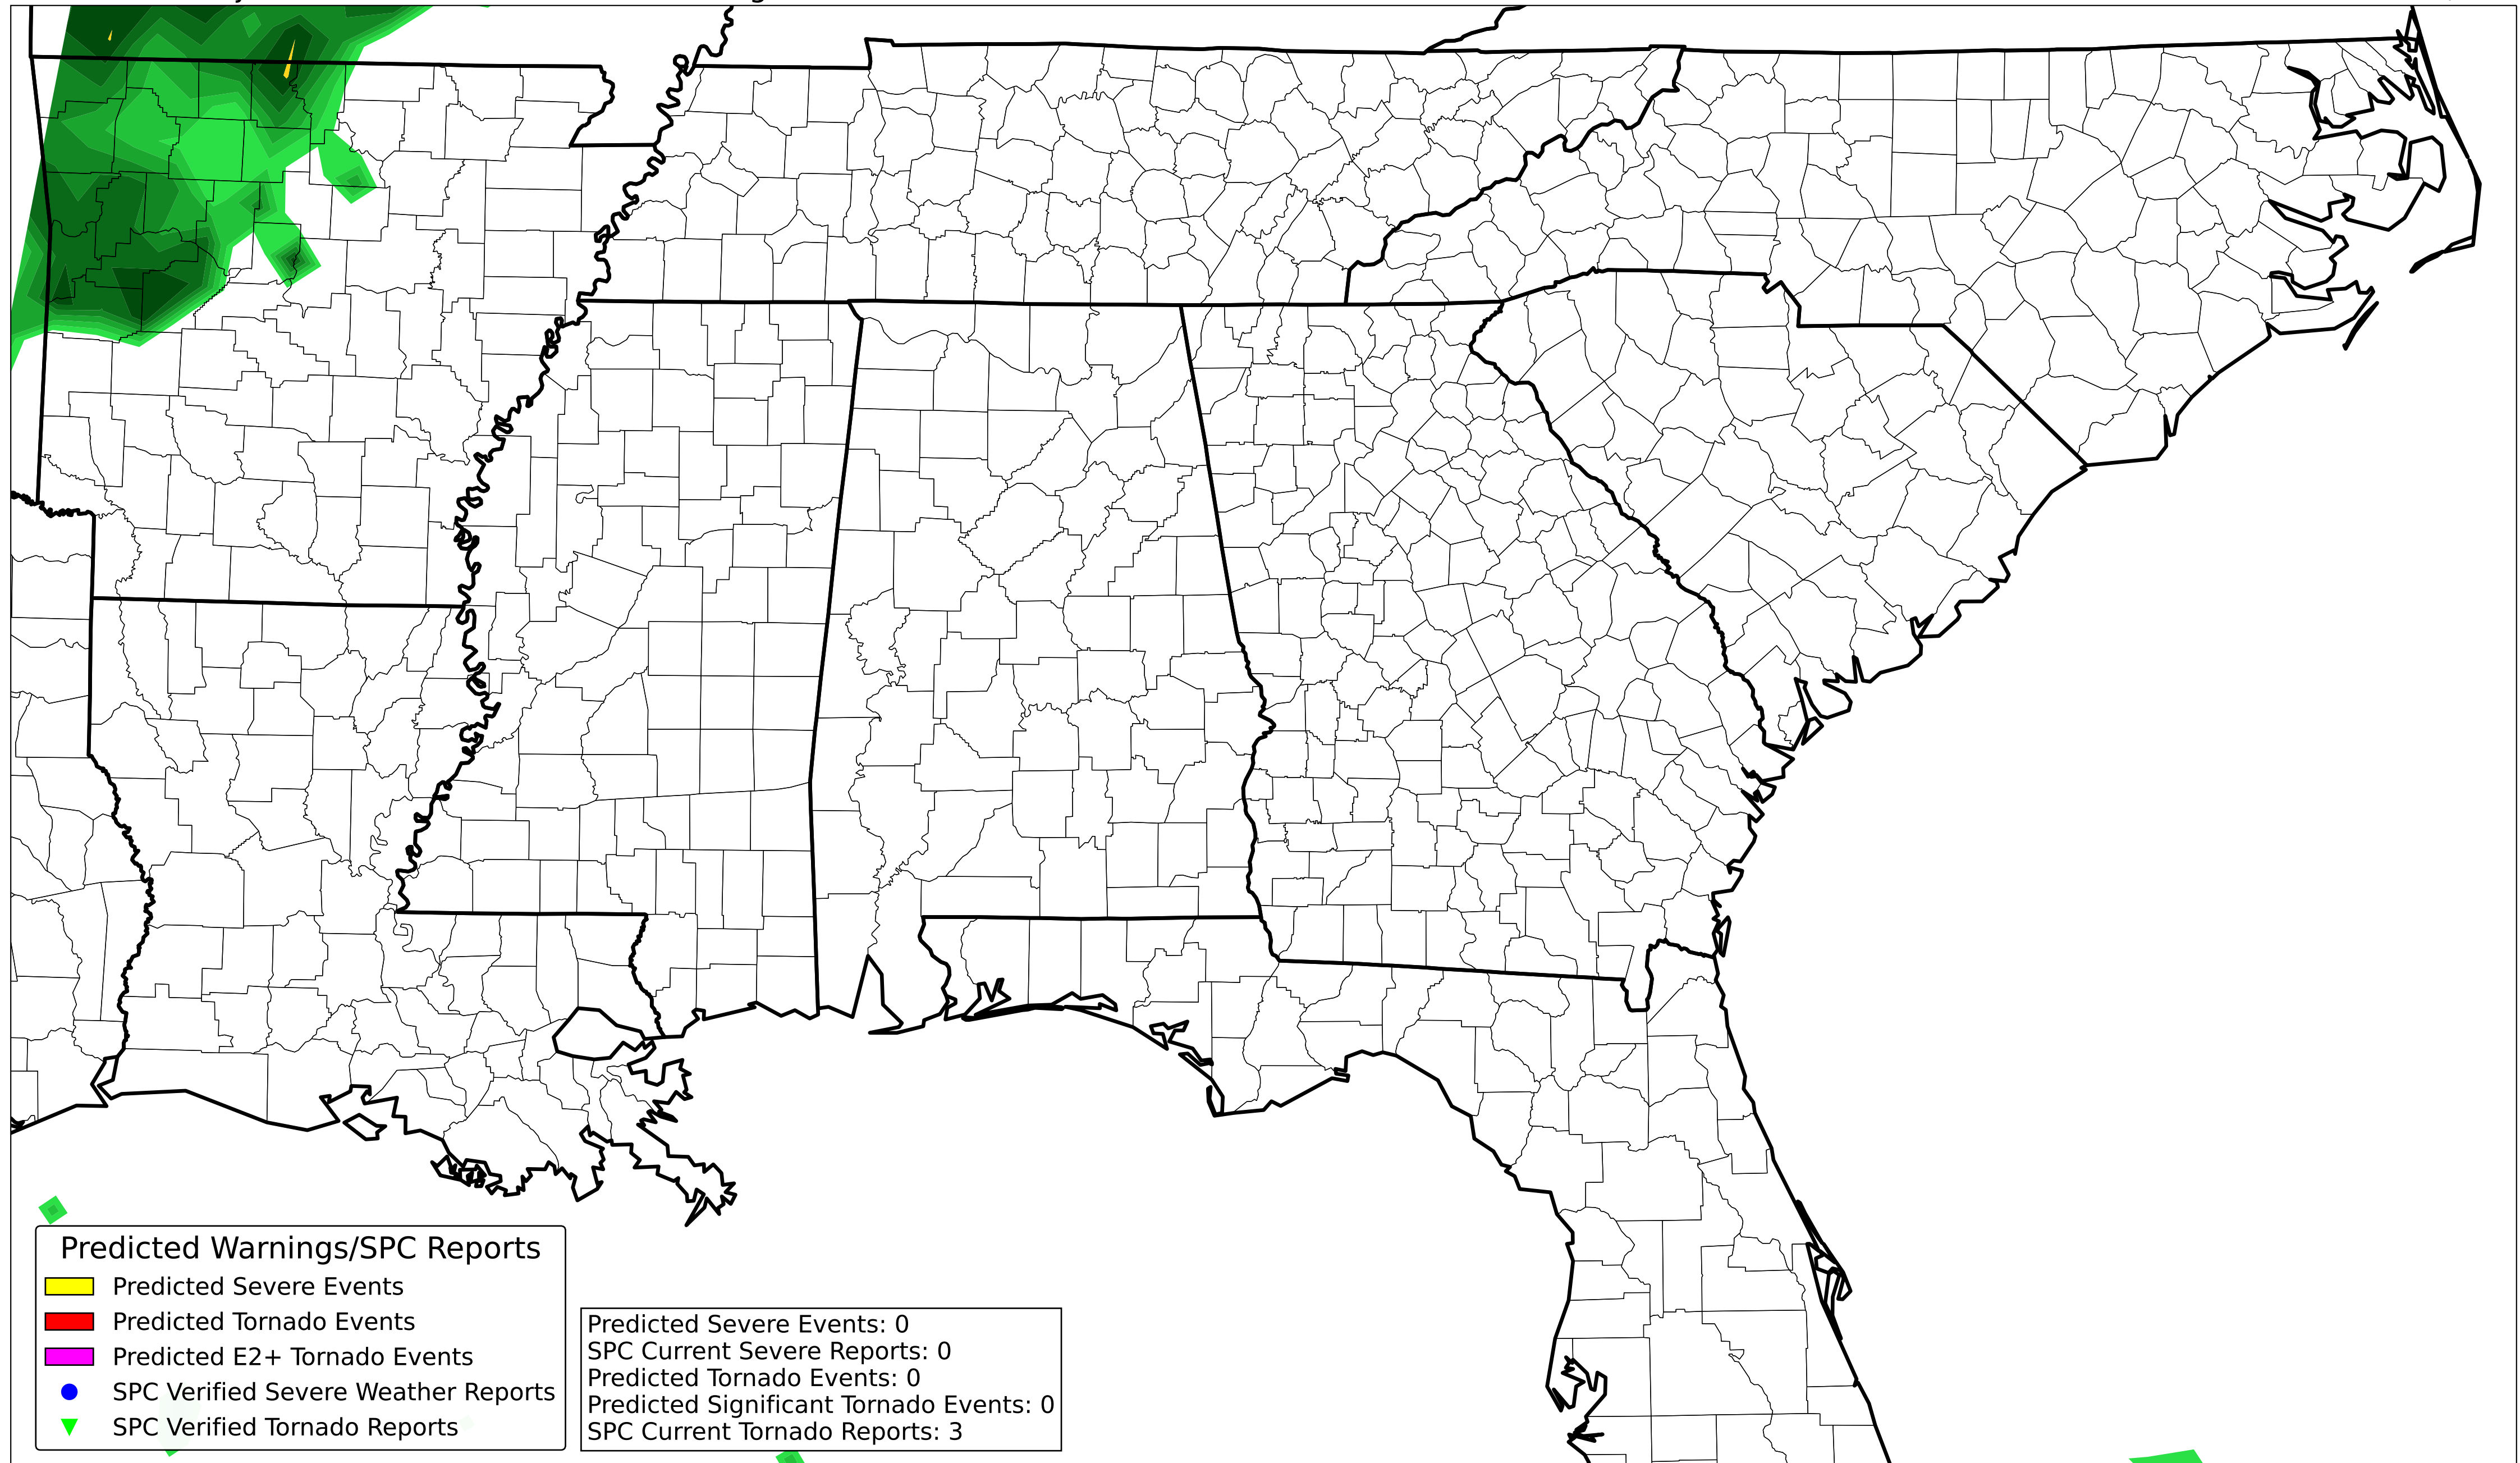 Predicted Warnings/SPC Reports
Predicted Severe Events
Predicted Tornado Events
Predicted E2+ Tornado Events
SPC Verified Severe Weather Reports
SPC Verified Tornado Reports
Predicted Severe Events: 0
SPC Current Severe Reports: 0
Predicted Tornado Events: 0
Predicted Significant Tornado Events: 0
SPC Current Tornado Reports: 3